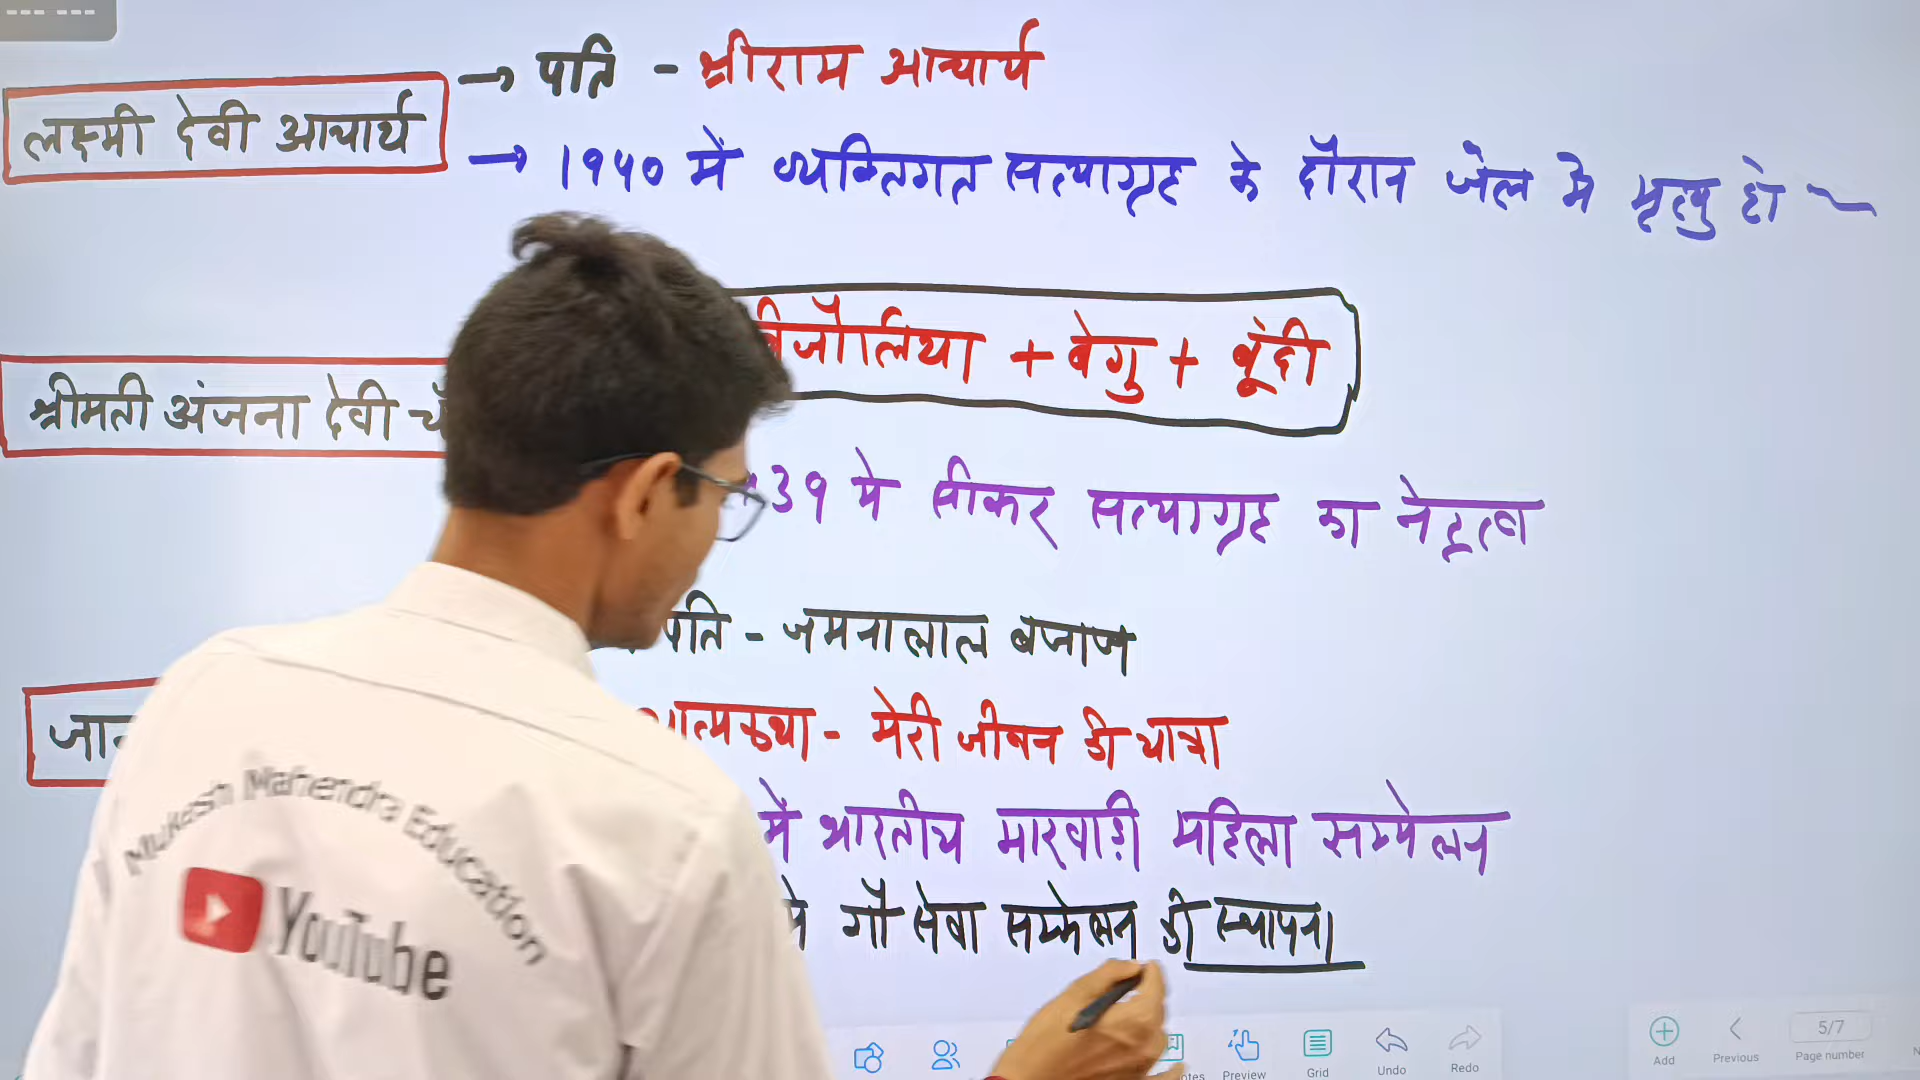 → पति - श्रीराम आचार्य
लक्ष्मी देवी आचार्य
→ १९५० में व्यक्तिगत सत्याग्रह के दौरान जेल मे मृत्यु हो
बिजौलिया + बेगु + बूंदी
श्रीमती अंजना देवी
39 मे सीकर सत्याग्रह का नेतृत्व
पति - जमनालाल बजाज
आत्मकथा - मेरी जीवन की यात्रा
में भारतीय मारवाड़ी महिला सम्मेलन
मे गौ सेवा सम्मेलन की स्थापना
Mukesh Mahendra Education
YouTube
Add
Previous
5/7
Page number
Preview
Grid
Undo
Redo